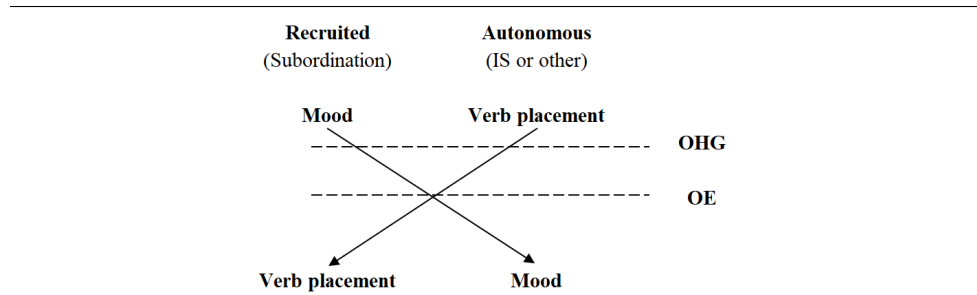 Recruited Autonomous
(Subordination) (IS or other)
Mood Verb placement
OHG
OE
Verb placement Mood